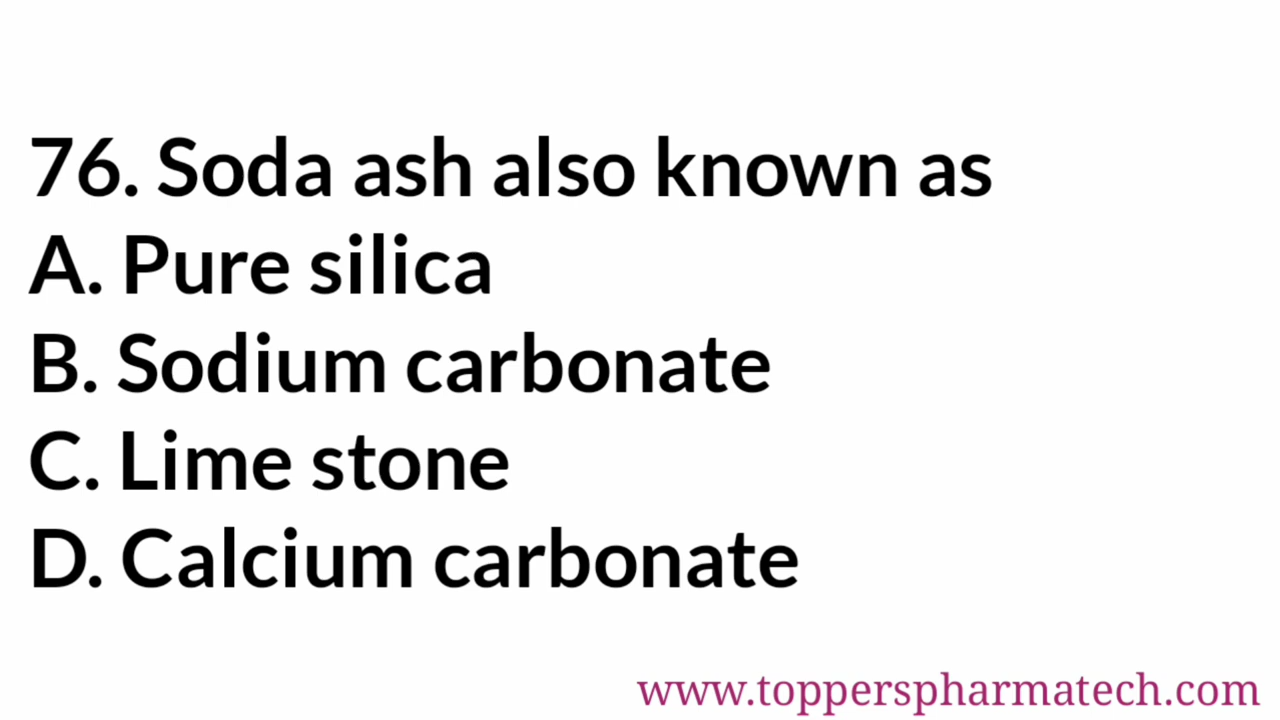 76. Soda ash also known as
A. Pure silica
B. Sodium carbonate
C. Lime stone
D. Calcium carbonate
www.topperspharmatech.com